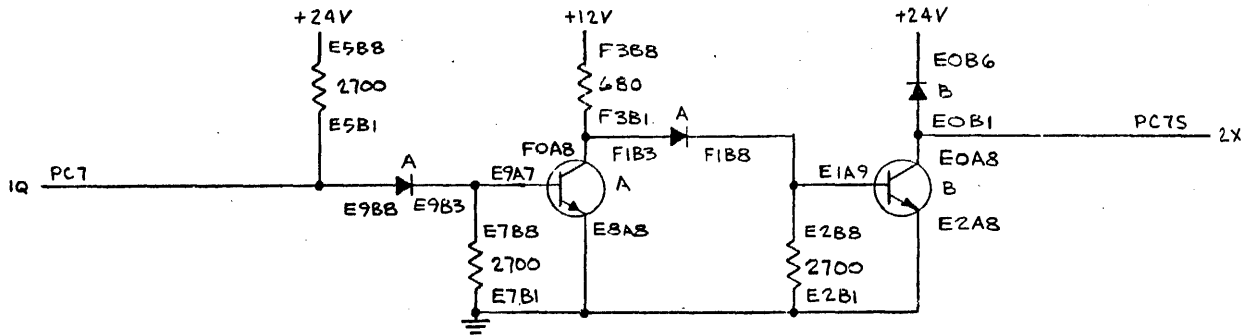 +24V
+12V
+24V
E5B8
F3B8
E0B6
2700
680
B
E5B1
F3B1
A
E0B1
PC7S
2X
F0A8
F1B3
F1B8
E0A8
1Q
PC7
A
E9A7
A
E1A9
B
E9B8
E9B3
E8A8
E2A8
E7B8
E2B8
2700
2700
E7B1
E2B1